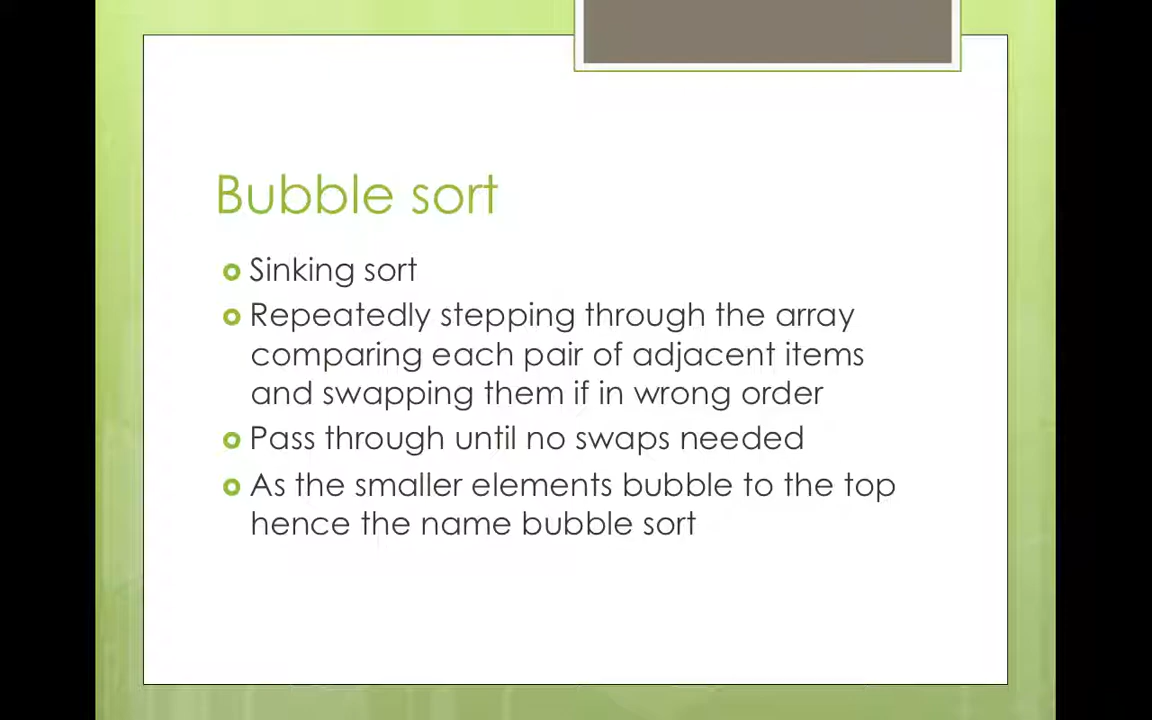 Bubble sort
Sinking sort
Repeatedly stepping through the array
comparing each pair of adjacent items
and swapping them if in wrong order
Pass through until no swaps needed
As the smaller elements bubble to the top
hence the name bubble sort